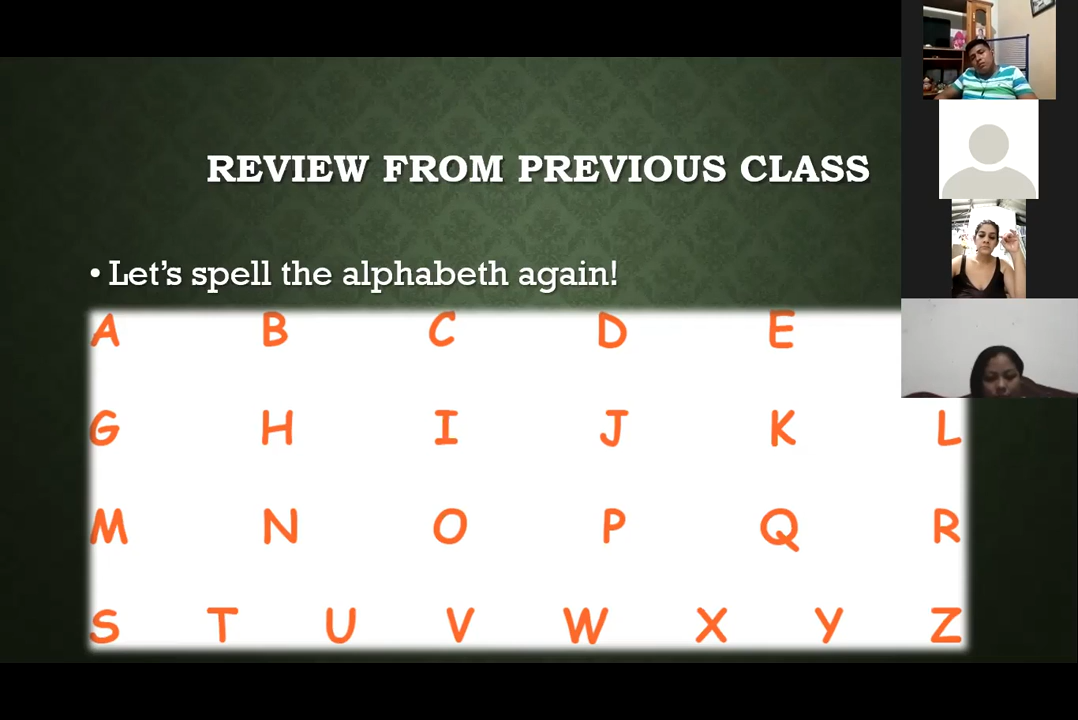 REVIEW FROM PREVIOUS CLASS
• Let's spell the alphabeth again!
A B C D E
G H I J K L
M N O P Q R
S T U V W X Y Z